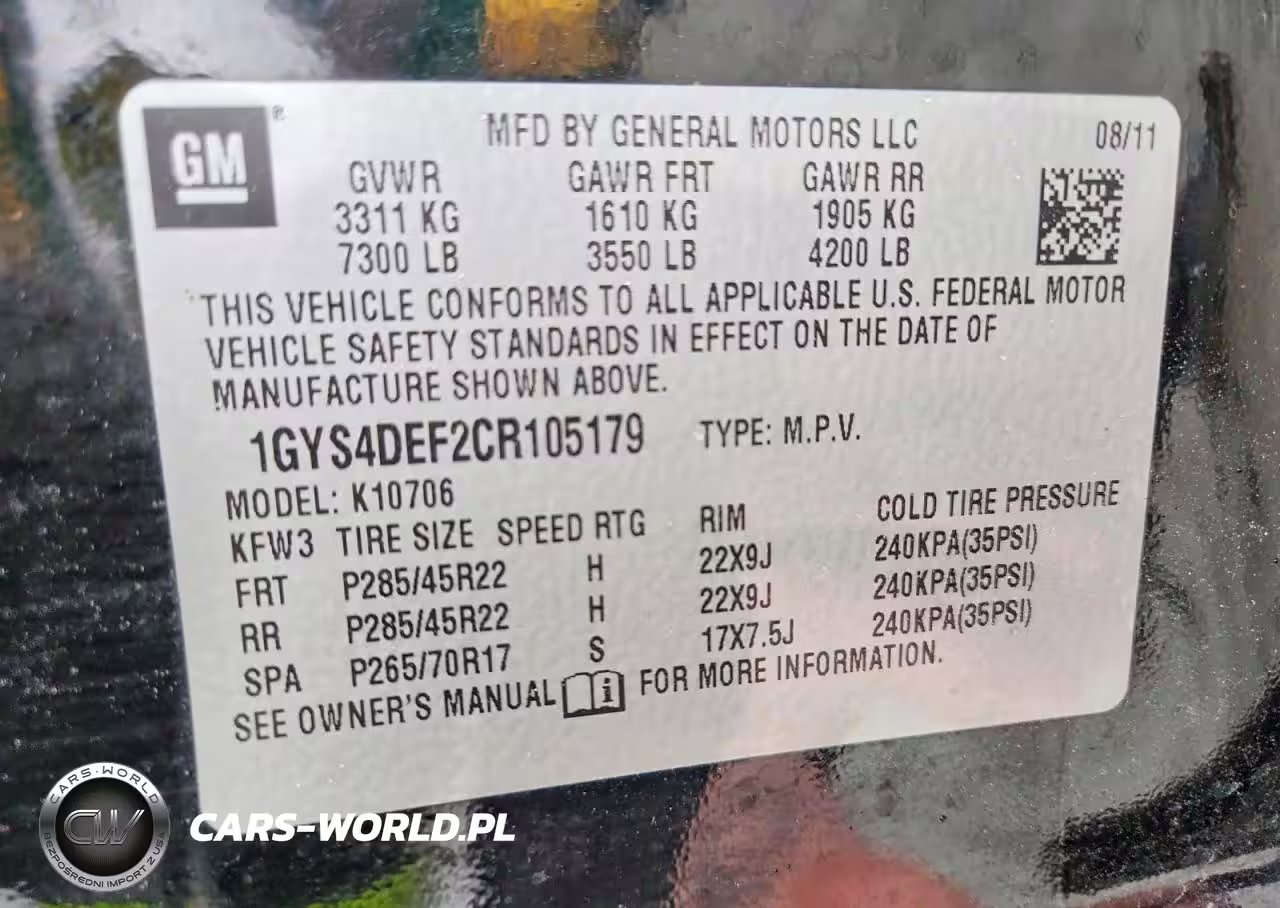 GM ®
MFD BY GENERAL MOTORS LLC 08/11
GVWR GAWR FRT GAWR RR
3311 KG 1610 KG 1905 KG
7300 LB 3550 LB 4200 LB
THIS VEHICLE CONFORMS TO ALL APPLICABLE U.S. FEDERAL MOTOR
VEHICLE SAFETY STANDARDS IN EFFECT ON THE DATE OF
MANUFACTURE SHOWN ABOVE.
1GYS4DEF2CR105179 TYPE: M.P.V.
MODEL: K10706
KFW3 TIRE SIZE SPEED RTG RIM COLD TIRE PRESSURE
FRT P285/45R22 H 22X9J 240KPA(35PSI)
RR P285/45R22 H 22X9J 240KPA(35PSI)
SPA P265/70R17 S 17X7.5J 240KPA(35PSI)
SEE OWNER'S MANUAL i FOR MORE INFORMATION.
CARS-WORLD
CW
BEZPOŚREDNI IMPORT Z USA
CARS-WORLD.PL